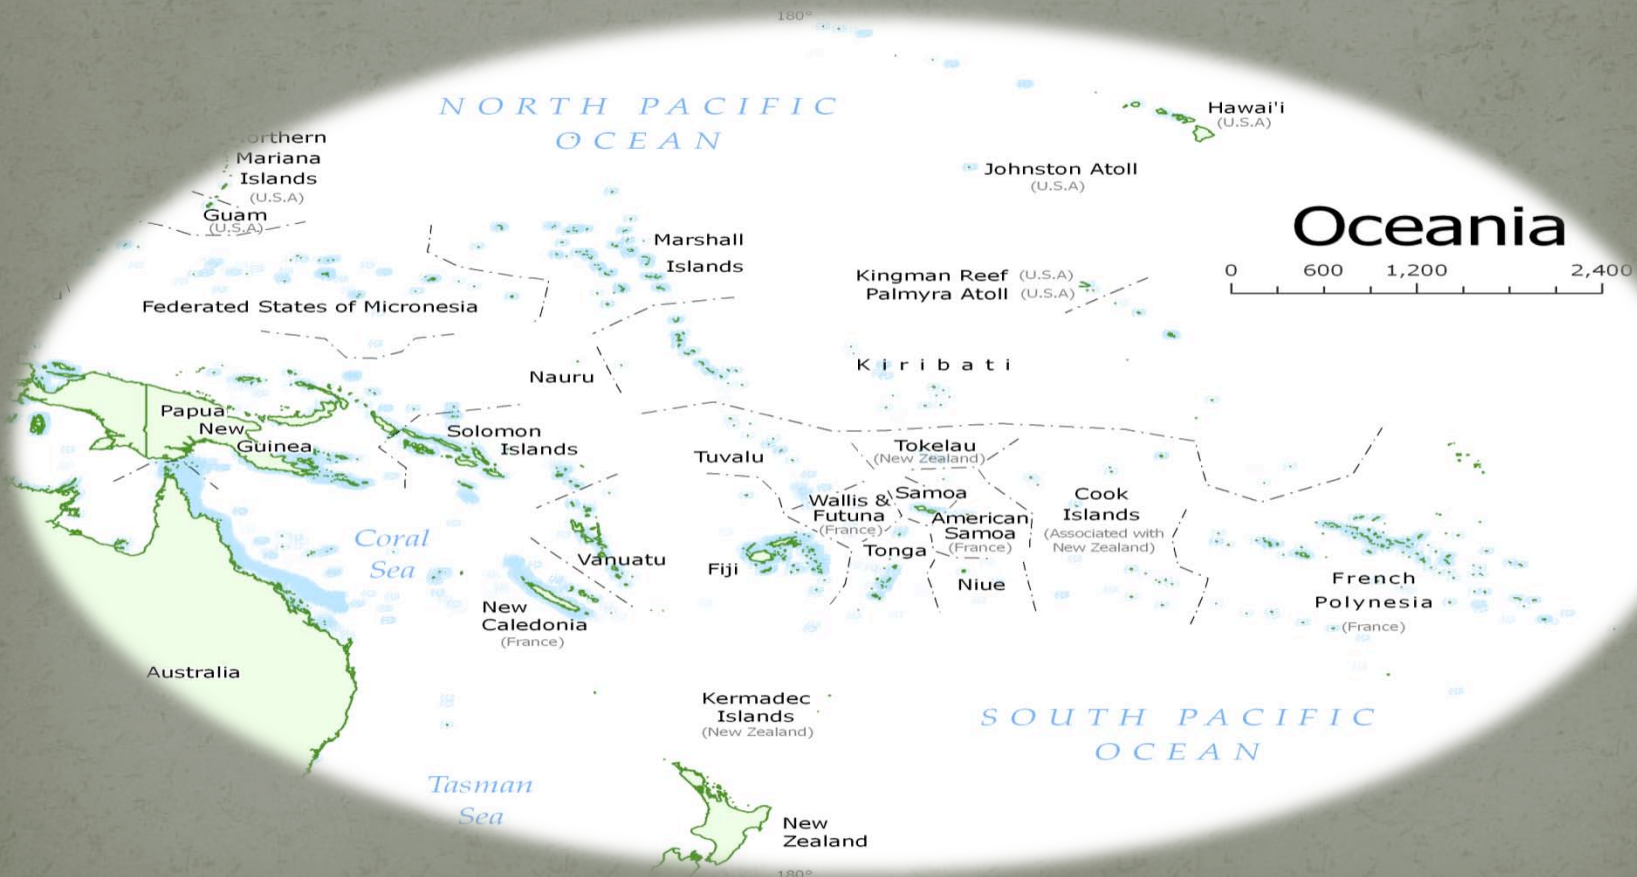 180°
NORTH PACIFIC
OCEAN
Hawai'i
(U.S.A)
orthern
Mariana
Islands
(U.S.A)
Guam
(U.S.A)
Johnston Atoll
(U.S.A)
Oceania
0 600 1,200 2,400
Marshall
Islands
Kingman Reef (U.S.A)
Palmyra Atoll (U.S.A)
Federated States of Micronesia
Kiribati
Nauru
Papua
New
Guinea
Solomon
Islands
Tuvalu
Tokelau
(New Zealand)
Wallis &
Futuna
(France)
Samoa
American
Samoa
(France)
Cook
Islands
(Associated with
New Zealand)
Coral
Sea
Vanuatu
Fiji
Tonga
Niue
French
Polynesia
(France)
New
Caledonia
(France)
Australia
Kermadec
Islands
(New Zealand)
SOUTH PACIFIC
OCEAN
Tasman
Sea
New
Zealand
180°